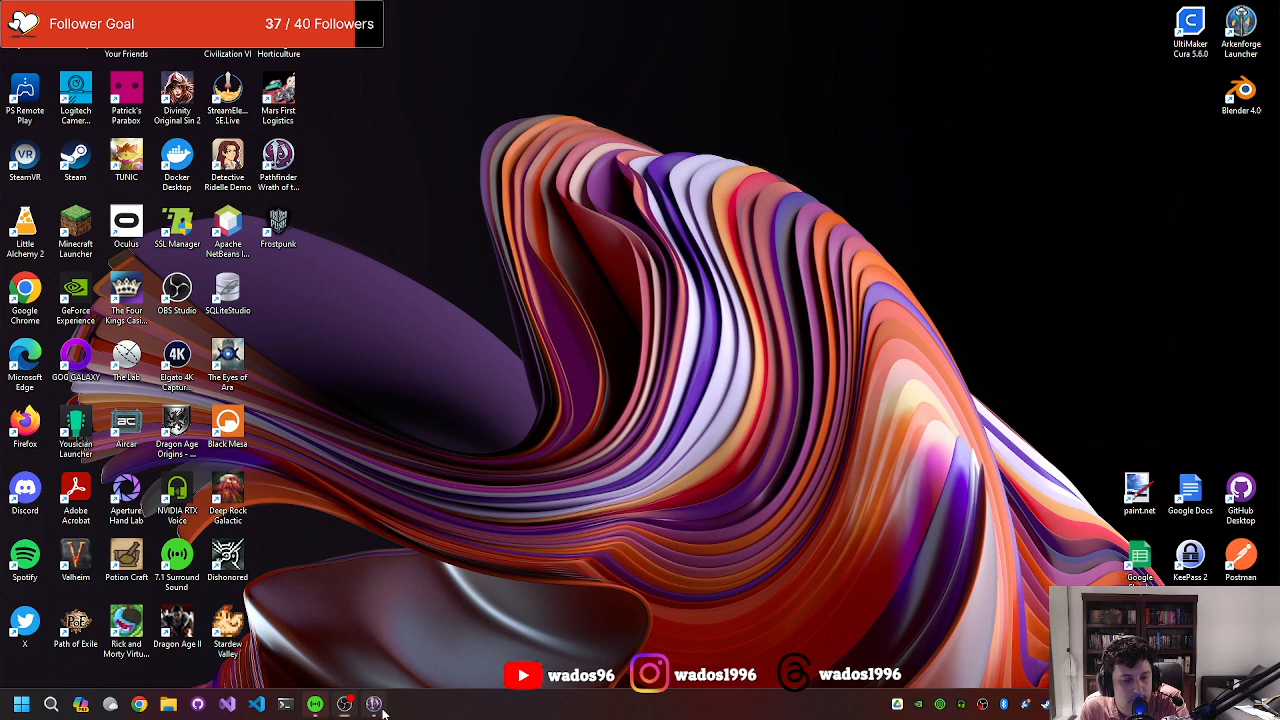 Follower Goal
37 / 40 Followers
Your Friends
Civilization VI
Horticulture
UltiMaker
Cura 5.6.0
Arkenforge
Launcher
PS Remote
Play
Logitech
Camer...
Patrick's
Parabox
Divinity
Original Sin 2
StreamEle...
SE.Live
Mars First
Logistics
Blender 4.0
SteamVR
Steam
TUNIC
Docker
Desktop
Detective
Ridelle Demo
Pathfinder
Wrath of t...
Little
Alchemy 2
Minecraft
Launcher
Oculus
SSL Manager
Apache
NetBeans I...
Frostpunk
Google
Chrome
GeForce
Experience
The Four
Kings Casi...
OBS Studio
SQLiteStudio
Microsoft
Edge
GOG GALAXY
The Lab
4K
Elgato 4K
Captur...
The Eyes of
Ara
Firefox
Yousician
Launcher
Aircar
Dragon Age
Origins - ...
Black Mesa
Discord
Adobe
Acrobat
Aperture
Hand Lab
NVIDIA RTX
Voice
Deep Rock
Galactic
paint.net
Google Docs
GitHub
Desktop
Spotify
Valheim
Potion Craft
7.1 Surround
Sound
Dishonored
Google
KeePass 2
Postman
X
Path of Exile
Rick and
Morty Virtu...
Dragon Age II
Stardew
Valley
wados96
wados1996
wados1996